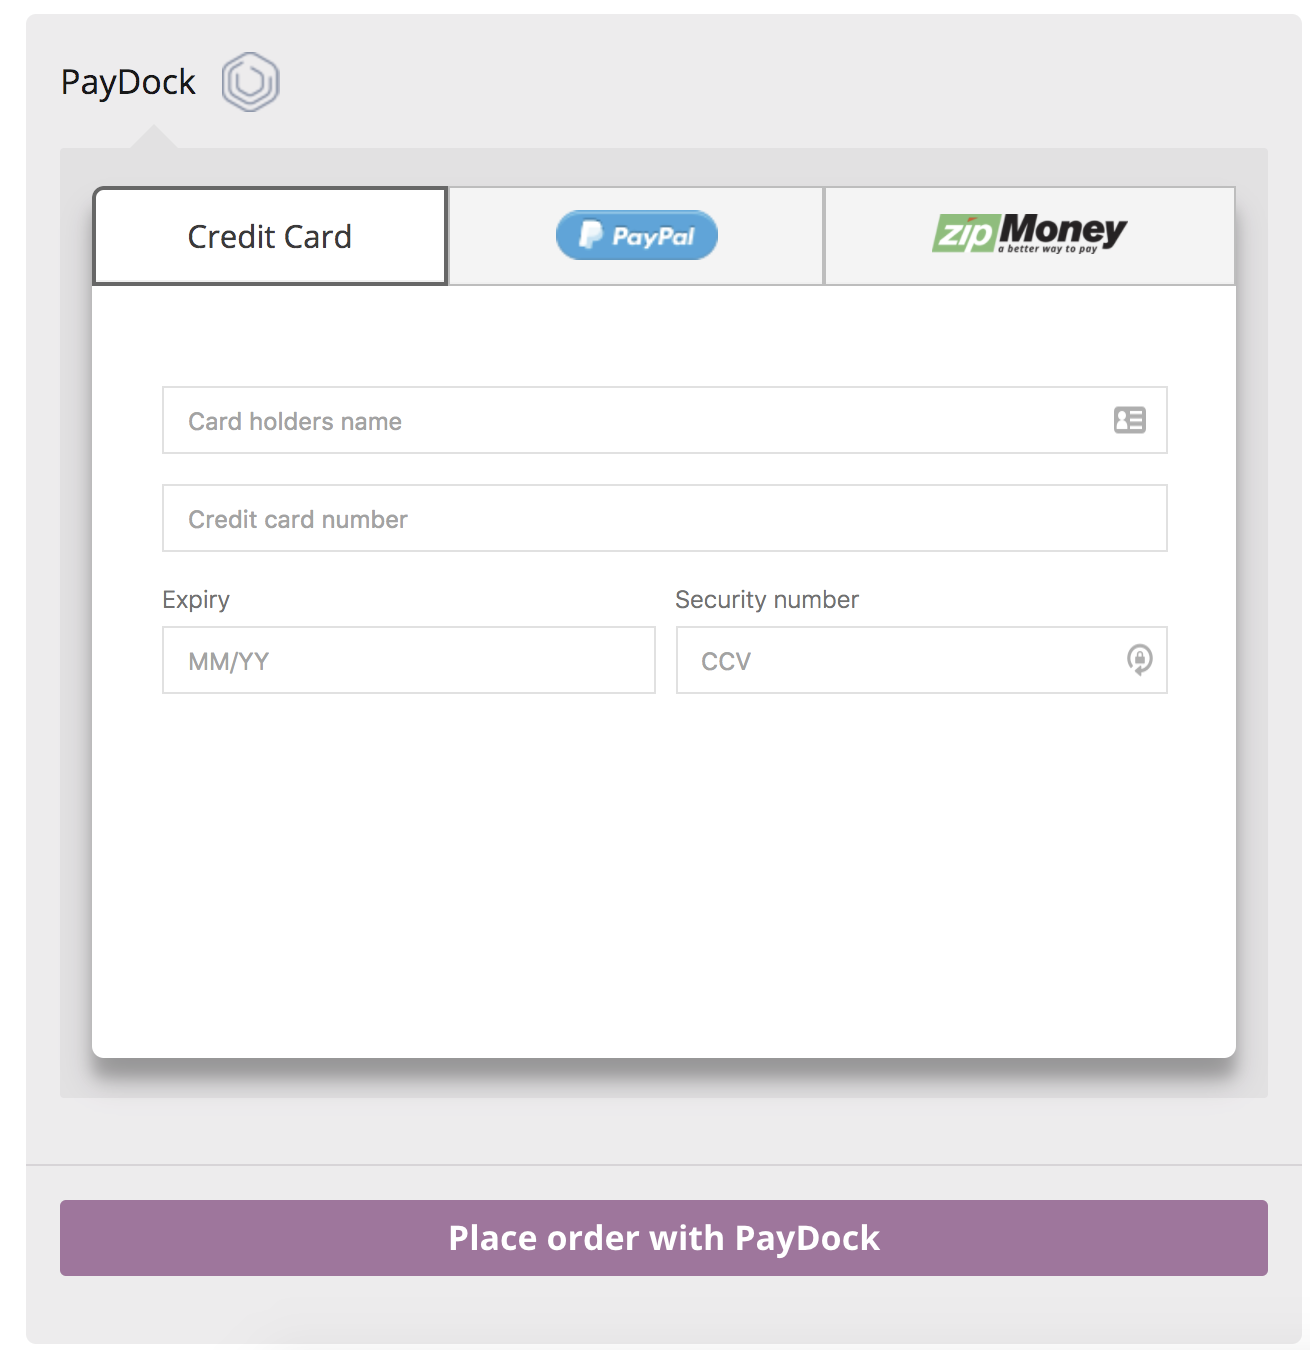 PayDock
Credit Card
PayPal
zipMoney
a better way to pay
Card holders name
Credit card number
Expiry
Security number
MM/YY
CCV
Place order with PayDock